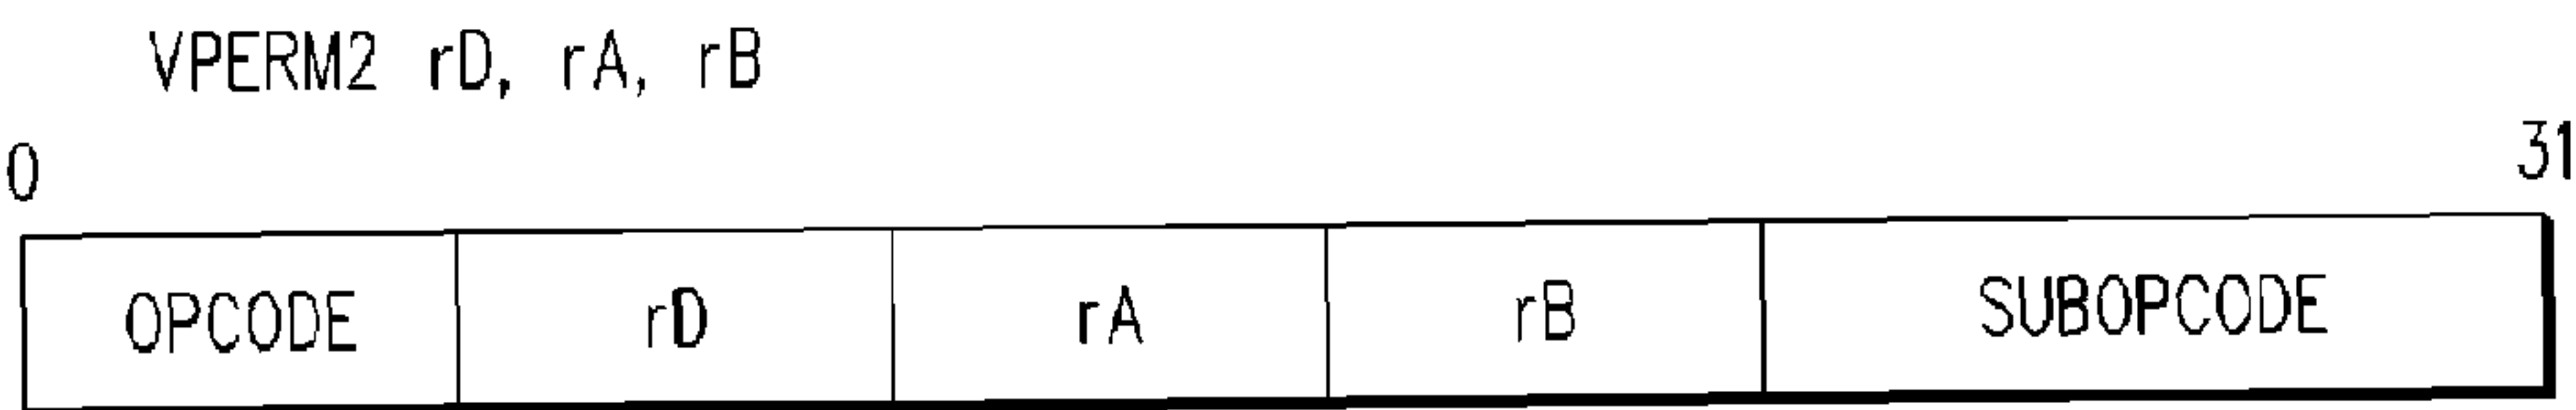 VPERM2 rD, rA, rB
0 31
OPCODE rD rA rB SUBOPCODE